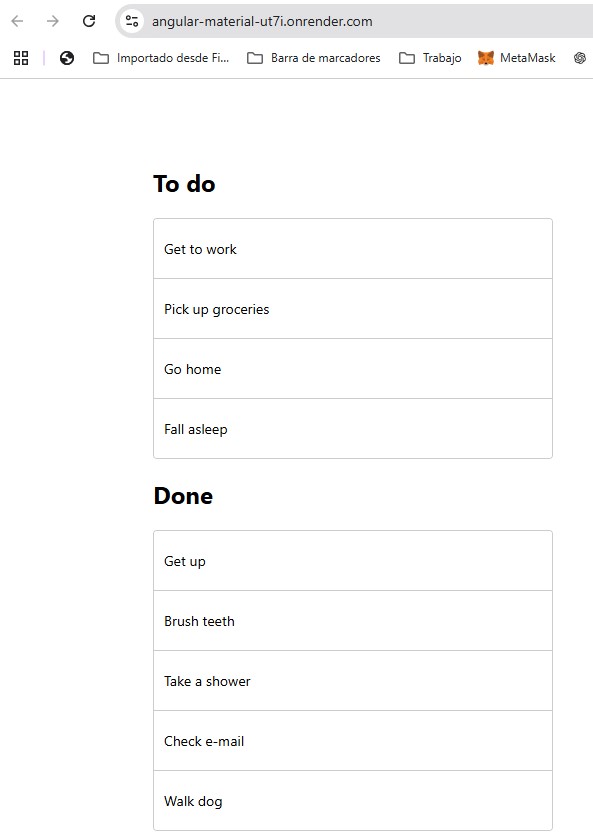 angular-material-ut7i.onrender.com
Importado desde Fi... Barra de marcadores Trabajo MetaMask
To do
Get to work
Pick up groceries
Go home
Fall asleep
Done
Get up
Brush teeth
Take a shower
Check e-mail
Walk dog